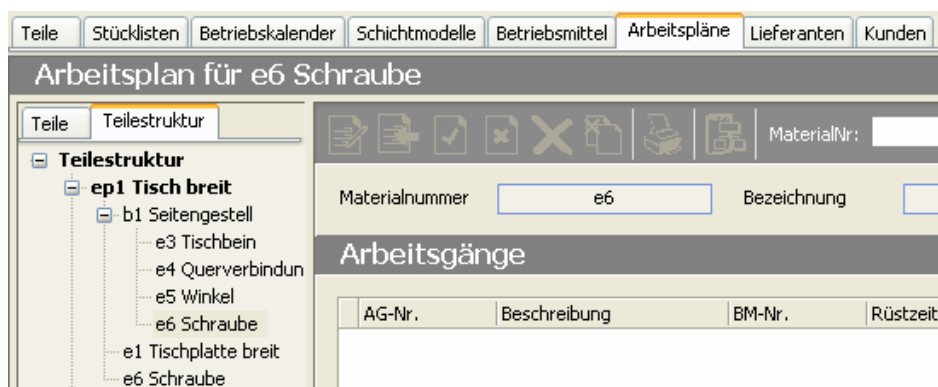 Teile Stücklisten Betriebskalender Schichtmodelle Betriebsmittel Arbeitspläne Lieferanten Kunden
Arbeitsplan für e6 Schraube
Teile Teilestruktur
MaterialNr:
Teilestruktur
ep1 Tisch breit
Materialnummer e6 Bezeichnung
b1 Seitengestell
e3 Tischbein
Arbeitsgänge
e4 Querverbindun
e5 Winkel
AG-Nr. Beschreibung BM-Nr. Rüstzeit
e6 Schraube
e1 Tischplatte breit
e6 Schraube